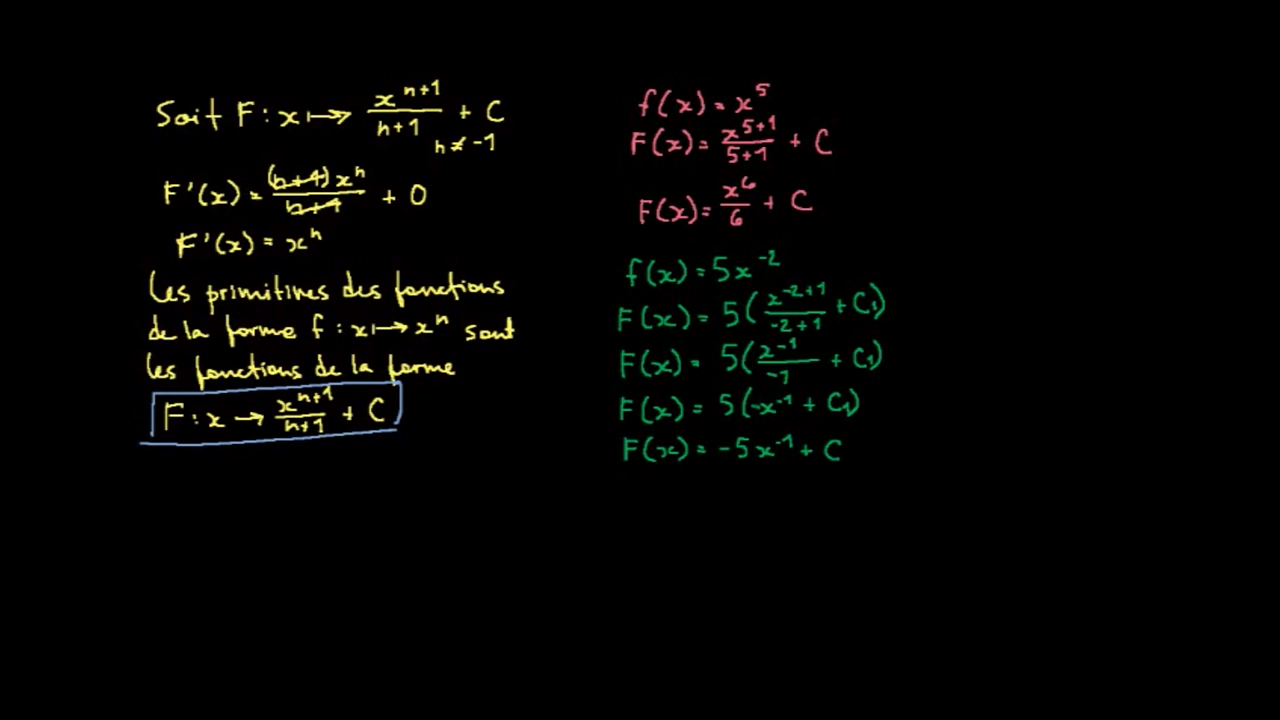 Soit F : x ↦ x^(n+1)/(n+1) + C
n ≠ -1
F'(x) = (n+1)x^n/(n+1) + 0
F'(x) = x^n
Les primitives des fonctions
de la forme f : x ↦ x^n sont
les fonctions de la forme
F : x → x^(n+1)/(n+1) + C
f(x) = x^5
F(x) = x^(5+1)/(5+1) + C
F(x) = x^6/6 + C
f(x) = 5x^(-2)
F(x) = 5(x^(-2+1)/(-2+1) + C₁)
F(x) = 5(x^(-1)/(-1) + C₁)
F(x) = 5(-x^(-1) + C₁)
F(x) = -5x^(-1) + C